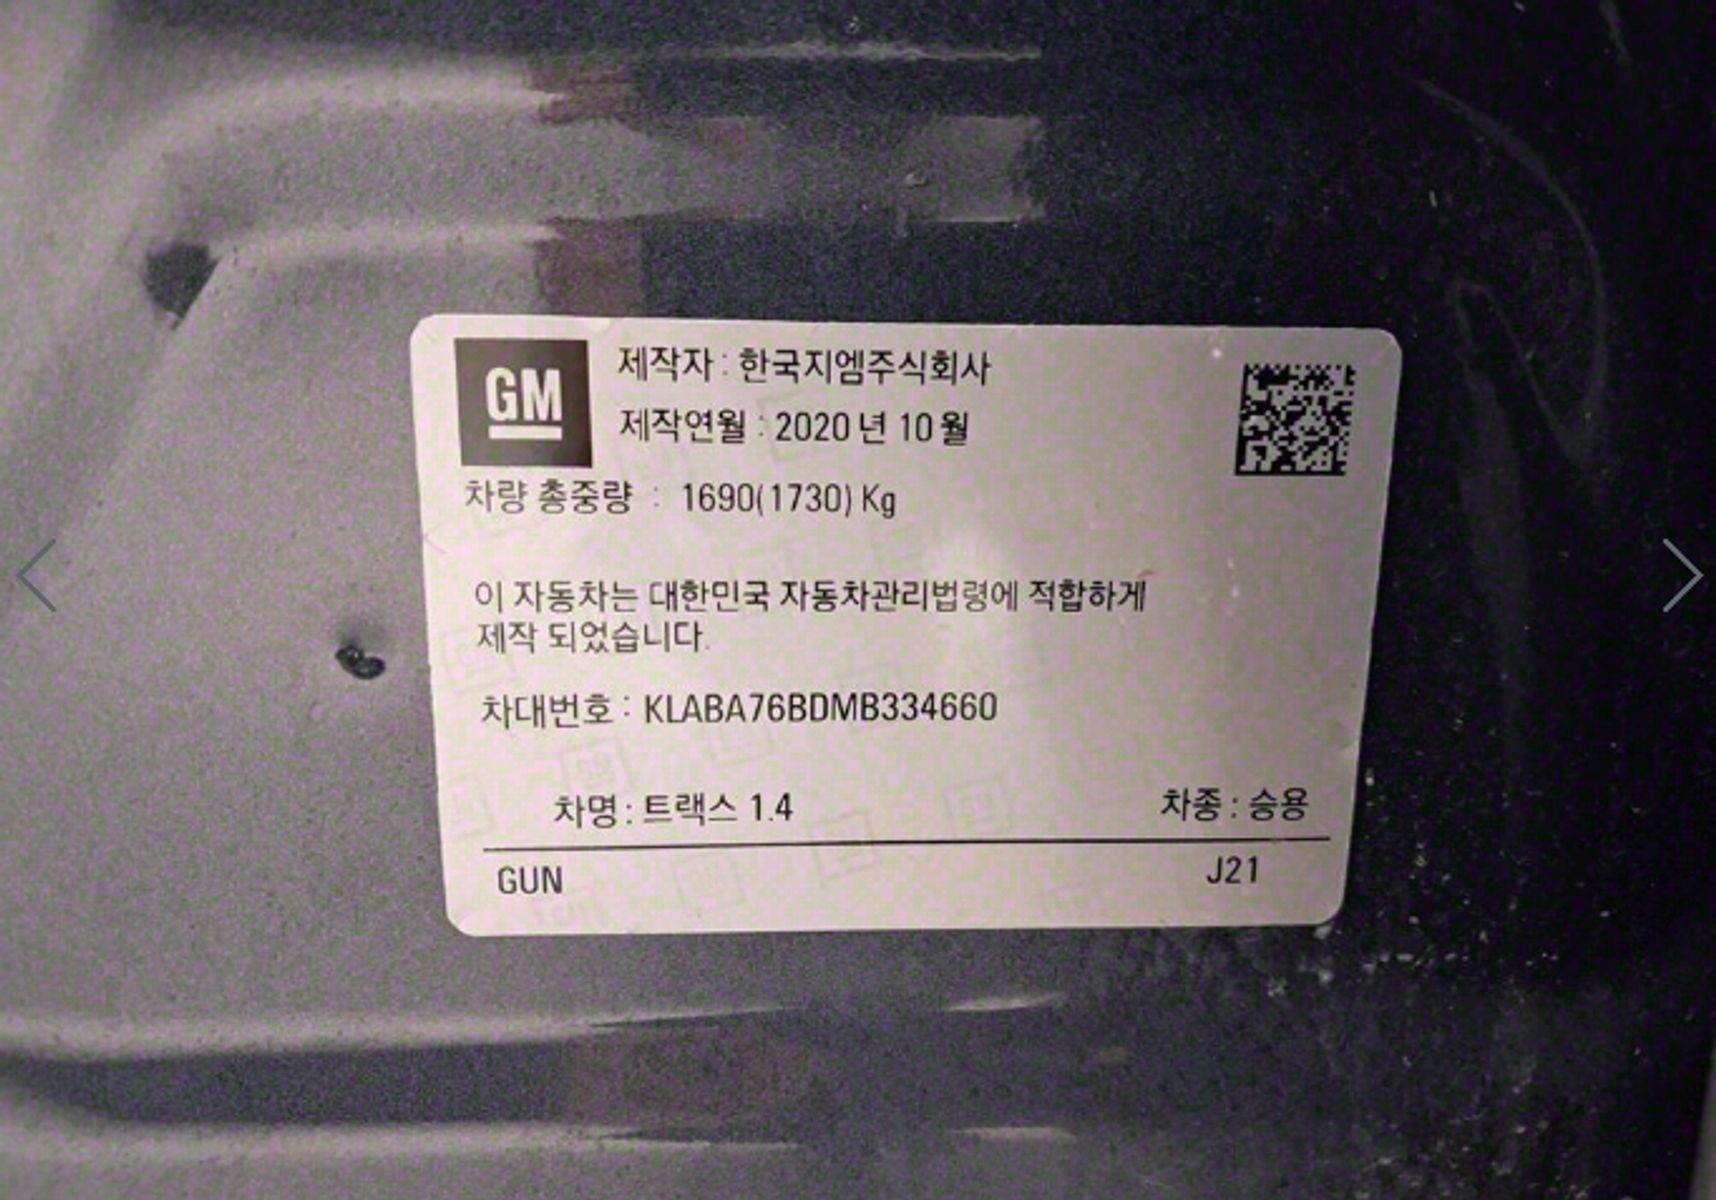 GM
제작자 : 한국지엠주식회사
제작연월 : 2020 년 10 월
차량 총중량 : 1690(1730) Kg
이 자동차는 대한민국 자동차관리법령에 적합하게
제작 되었습니다.
차대번호 : KLABA76BDMB334660
차명 : 트랙스 1.4 차종 : 승용
GUN J21